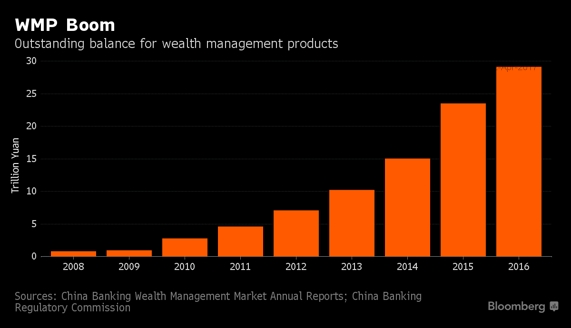 WMP Boom
Outstanding balance for wealth management products
30
25
20
15
10
5
0
Trillion Yuan
2008 2009 2010 2011 2012 2013 2014 2015 2016
Sources: China Banking Wealth Management Market Annual Reports; China Banking
Regulatory Commission
Bloomberg